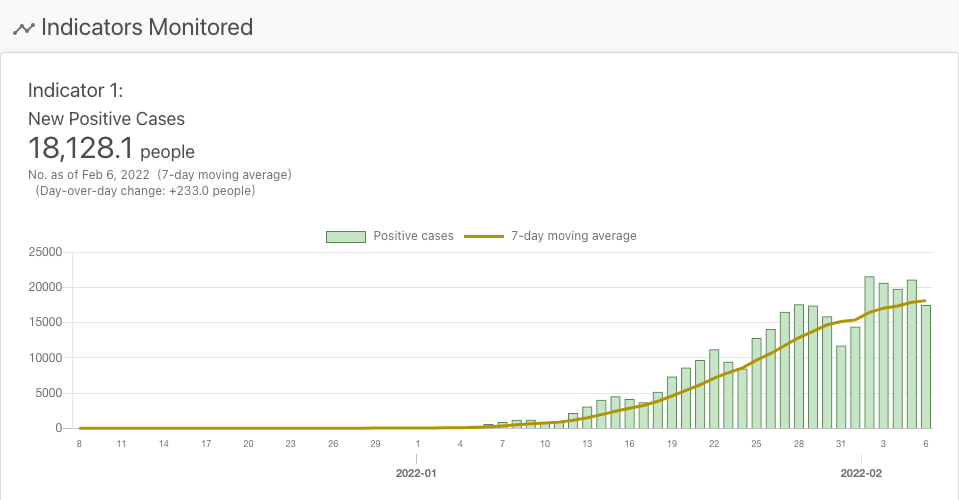 Indicators Monitored
Indicator 1:
New Positive Cases
18,128.1 people
No. as of Feb 6, 2022 (7-day moving average)
(Day-over-day change: +233.0 people)
Positive cases 7-day moving average
25000
20000
15000
10000
5000
0
8 11 14 17 20 23 26 29 1 4 7 10 13 16 19 22 25 28 31 3 6
2022-01 2022-02